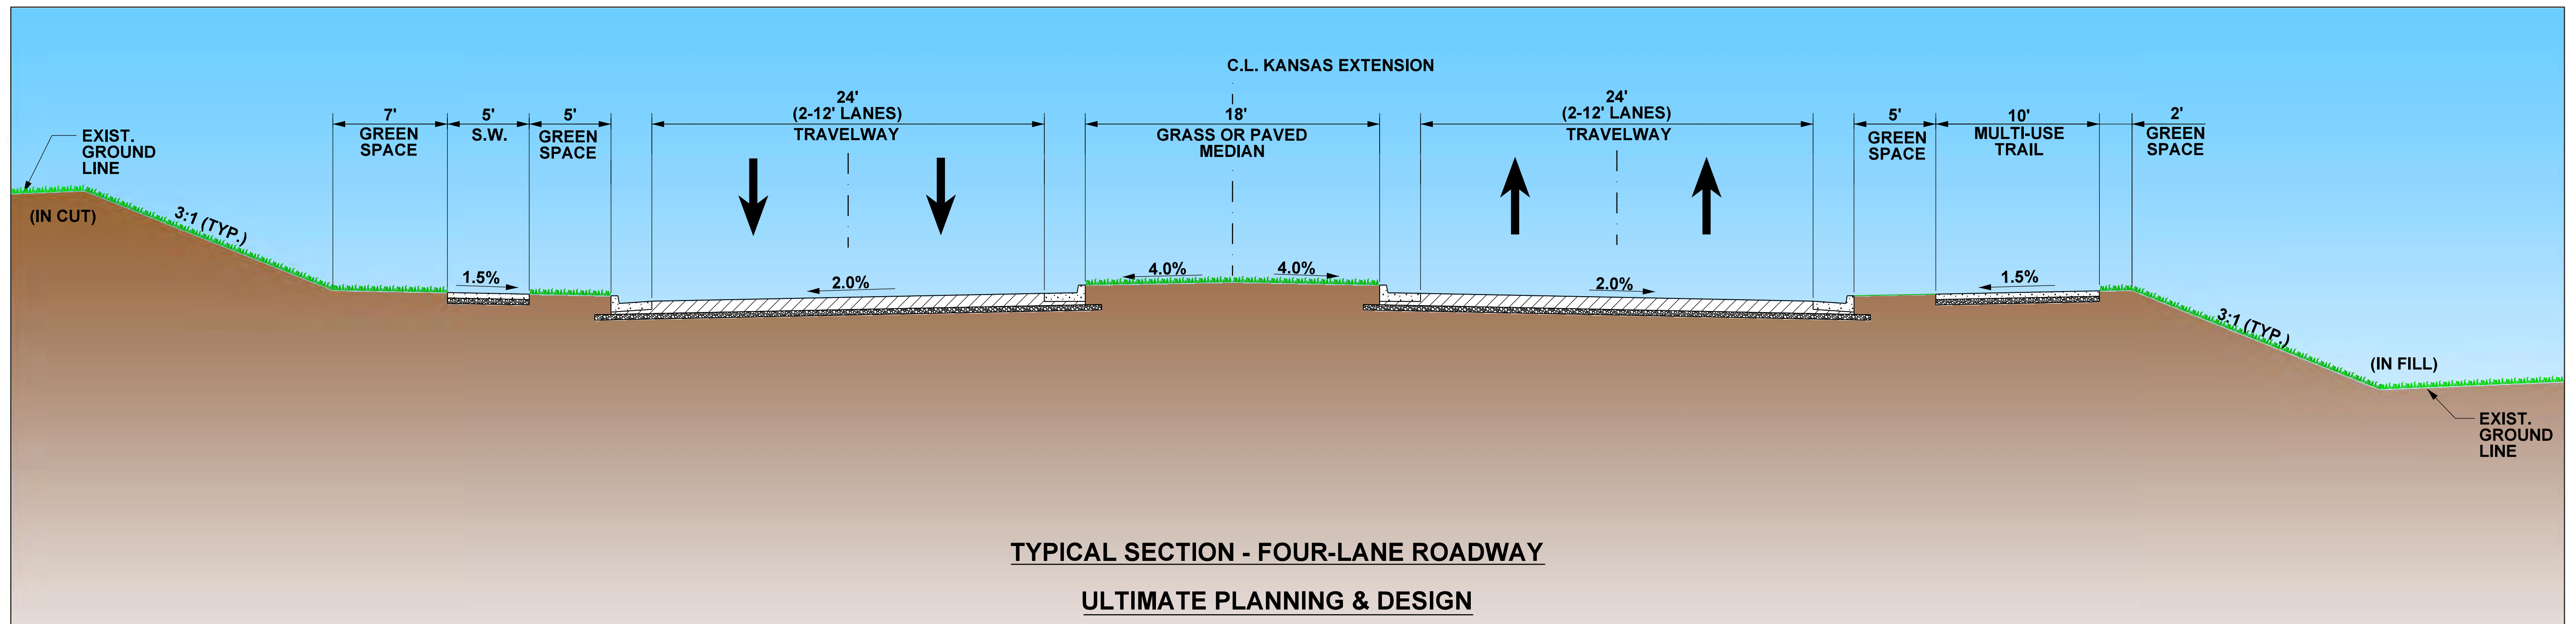 C.L. KANSAS EXTENSION
7'
GREEN
SPACE
5'
S.W.
5'
GREEN
SPACE
24'
(2-12' LANES)
TRAVELWAY
18'
GRASS OR PAVED
MEDIAN
24'
(2-12' LANES)
TRAVELWAY
5'
GREEN
SPACE
10'
MULTI-USE
TRAIL
2'
GREEN
SPACE
EXIST.
GROUND
LINE
(IN CUT)
3:1 (TYP.)
1.5%
2.0%
4.0%
4.0%
2.0%
1.5%
3:1 (TYP.)
(IN FILL)
EXIST.
GROUND
LINE
TYPICAL SECTION - FOUR-LANE ROADWAY
ULTIMATE PLANNING & DESIGN